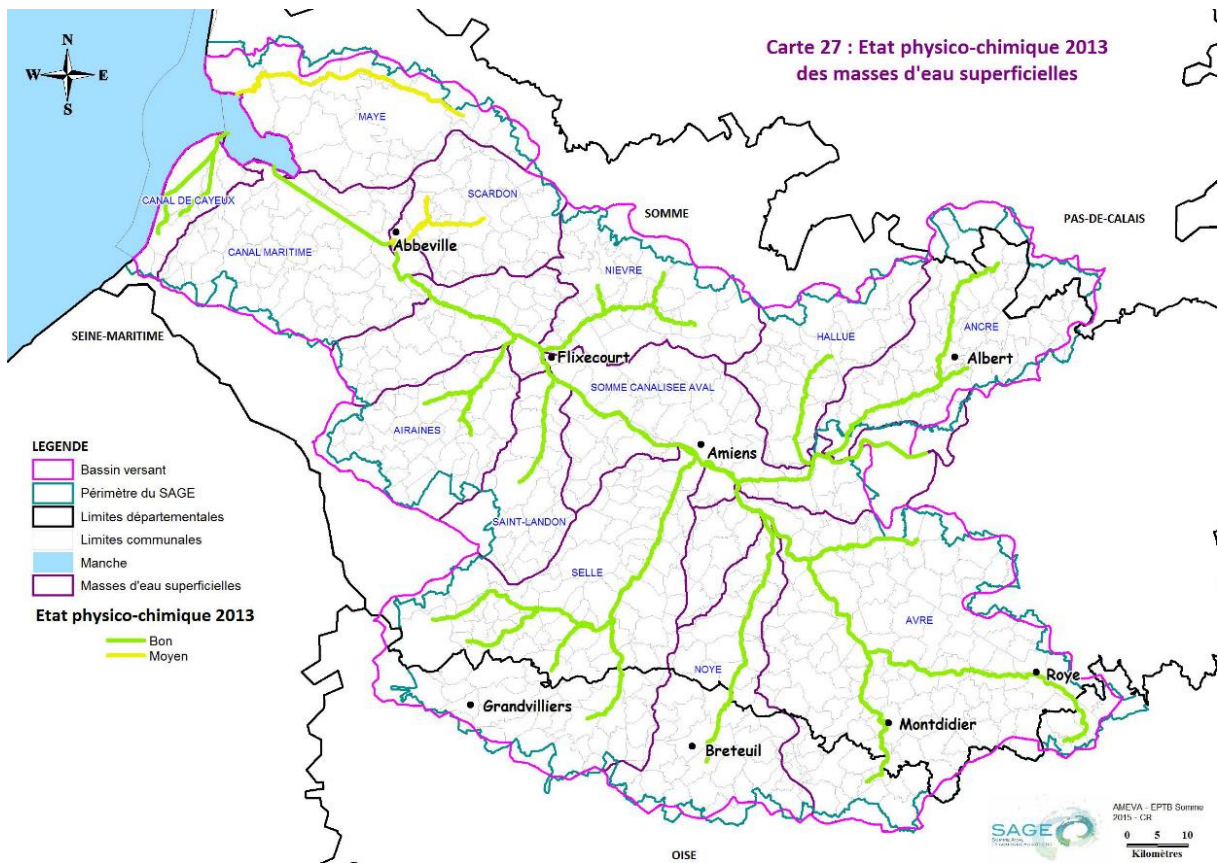 Carte 27 : Etat physico-chimique 2013
des masses d'eau superficielles
N
W
E
S
MAYE
CANAL DE CAYEUX
SCARDON
SOMME
PAS-DE-CALAIS
Abbeville
CANAL MARITIME
NIEVRE
SEINE-MARITIME
HALLUE
ANCRE
Flixecourt
Albert
SOMME CANALISEE AVAL
AIRAINES
Amiens
SAINT-LANDON
SELLE
AVRE
NOYE
Roye
Grandvilliers
Montdidier
Breteuil
OISE
LEGENDE
Bassin versant
Périmètre du SAGE
Limites départementales
Limites communales
Manche
Masses d'eau superficielles
Etat physico-chimique 2013
Bon
Moyen
SAGE
AMEVA - EPTB Somme
2015 - CR
0 5 10
Kilomètres